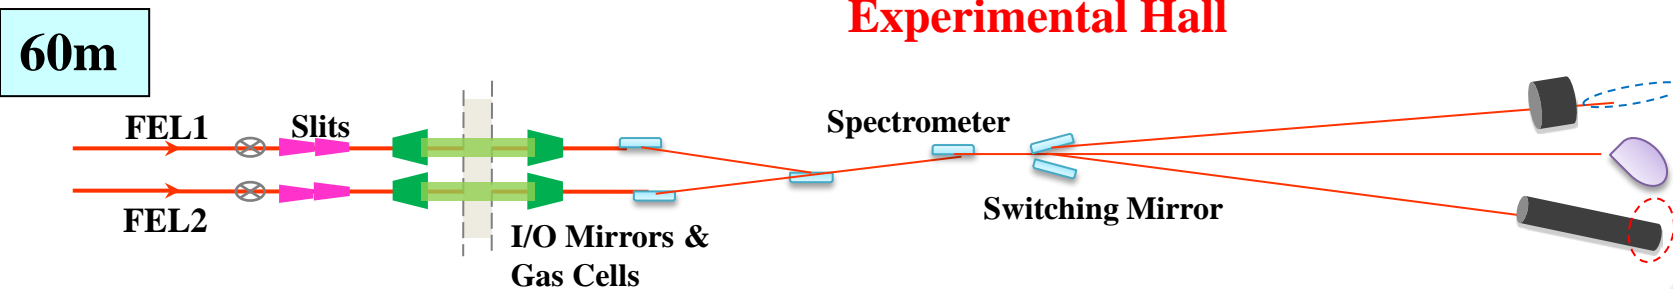 Experimental Hall
60m
FEL1
Slits
Spectrometer
FEL2
Switching Mirror
I/O Mirrors &
Gas Cells